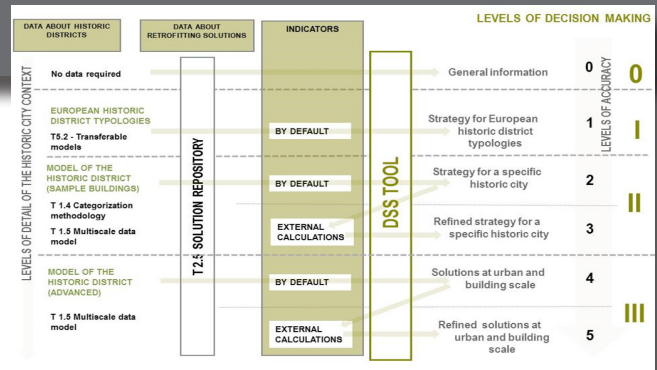 LEVELS OF DECISION MAKING
DATA ABOUT HISTORIC
DISTRICTS
DATA ABOUT
RETROFITTING SOLUTIONS
INDICATORS
LEVELS OF DETAIL OF THE HISTORIC CITY CONTEXT
T 2.5 SOLUTION REPOSITORY
DSS TOOL
LEVELS OF ACCURACY
No data required
General information
0
0
EUROPEAN HISTORIC
DISTRICT TYPOLOGIES
T5.2 - Transferable
models
BY DEFAULT
Strategy for European
historic district
typologies
1
I
MODEL OF THE
HISTORIC DISTRICT
(SAMPLE BUILDINGS)
T 1.4 Categorization
methodology
T 1.5 Multiscale data
model
BY DEFAULT
Strategy for a specific
historic city
2
II
EXTERNAL
CALCULATIONS
Refined strategy for a
specific historic city
3
MODEL OF THE
HISTORIC DISTRICT
(ADVANCED)
T 1.5 Multiscale data
model
BY DEFAULT
Solutions at urban and
building scale
4
III
EXTERNAL
CALCULATIONS
Refined solutions at
urban and building
scale
5